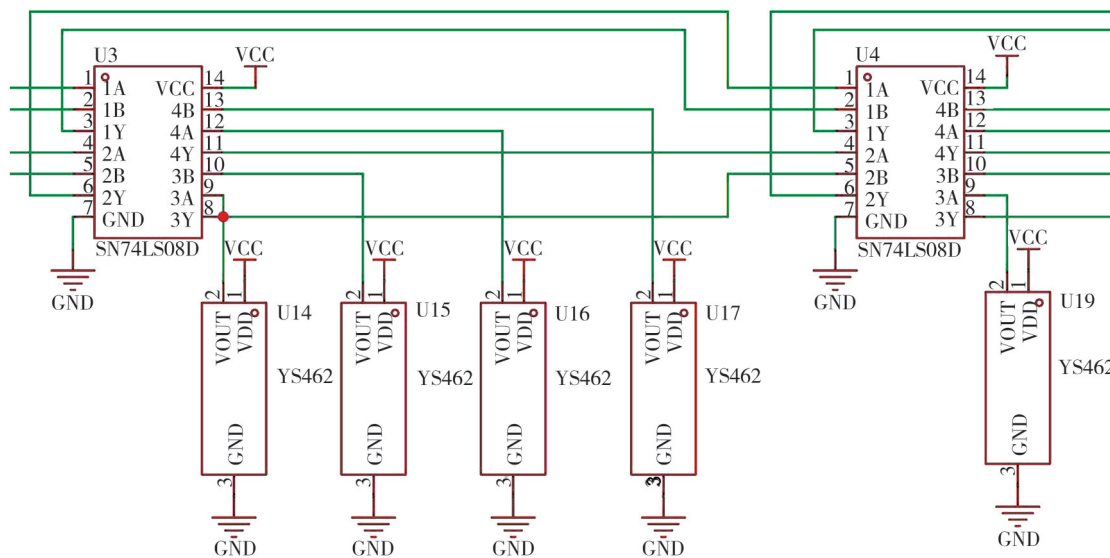 U3
VCC
1 1A VCC 14
2 1B 4B 13
3 1Y 4A 12
4 2A 4Y 11
5 2B 3B 10
6 2Y 3A 9
7 GND 3Y 8
SN74LS08D
GND
U4
VCC
1 1A VCC 14
2 1B 4B 13
3 1Y 4A 12
4 2A 4Y 11
5 2B 3B 10
6 2Y 3A 9
7 GND 3Y 8
SN74LS08D
GND
VCC
2 1
VOUT VDD
U14
YS462
GND
3
GND
VCC
2 1
VOUT VDD
U15
YS462
GND
3
GND
VCC
2 1
VOUT VDD
U16
YS462
GND
3
GND
VCC
2 1
VOUT VDD
U17
YS462
GND
3
GND
VCC
2 1
VOUT VDD
U19
YS462
GND
3
GND